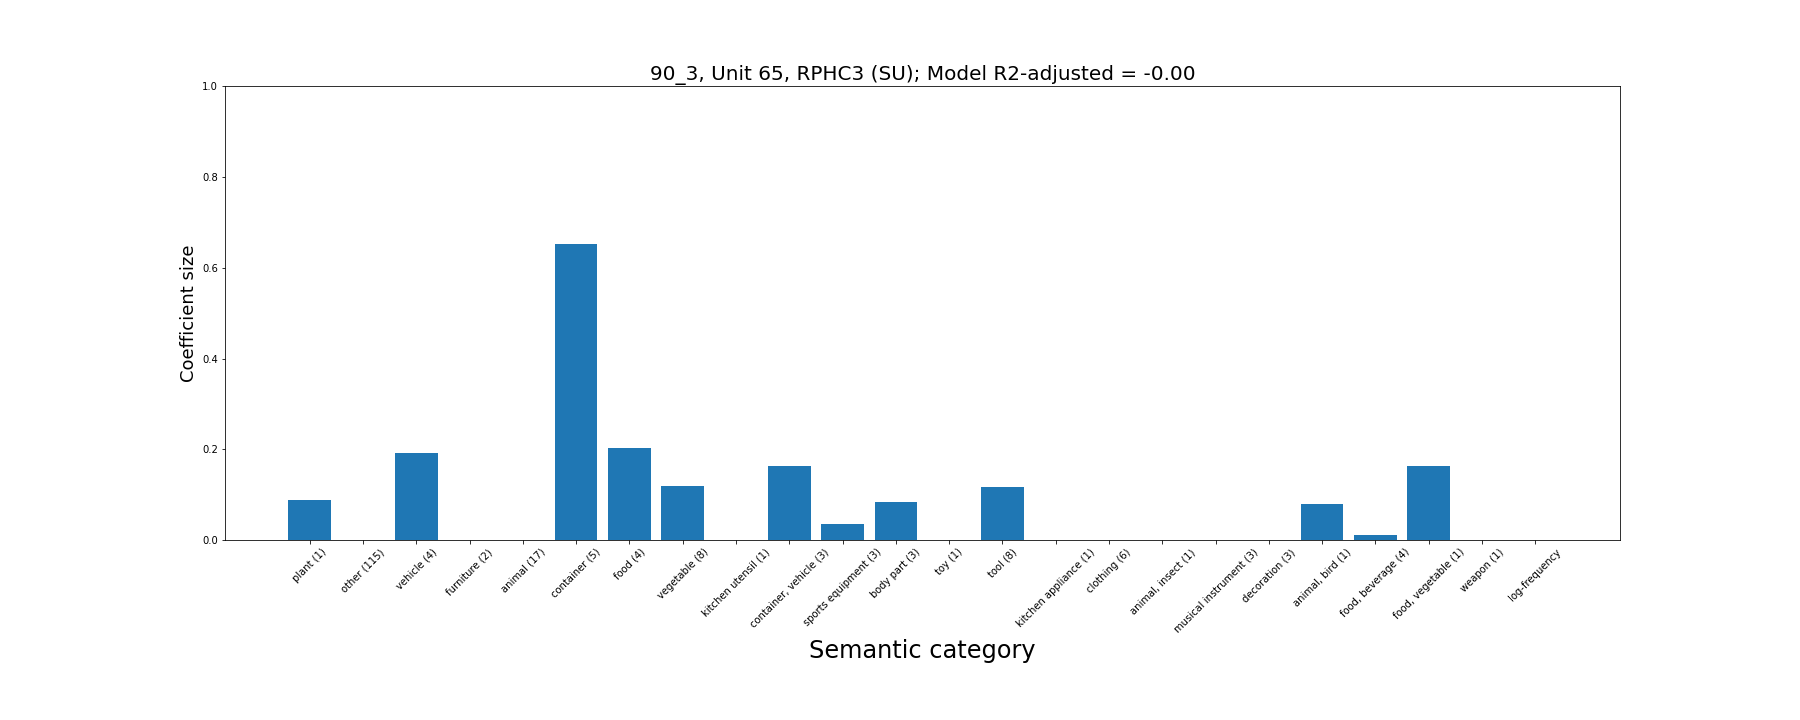 90_3, Unit 65, RPHC3 (SU); Model R2-adjusted = -0.00
1.0
0.8
0.6
0.4
0.2
0.0
Coefficient size
plant (1)
other (115)
vehicle (4)
furniture (2)
animal (17)
container (5)
food (4)
vegetable (8)
kitchen utensil (1)
container, vehicle (3)
sports equipment (3)
body part (3)
toy (1)
tool (8)
kitchen appliance (1)
clothing (6)
animal, insect (1)
musical instrument (3)
decoration (3)
animal, bird (1)
food, beverage (4)
food, vegetable (1)
weapon (1)
log-frequency
Semantic category